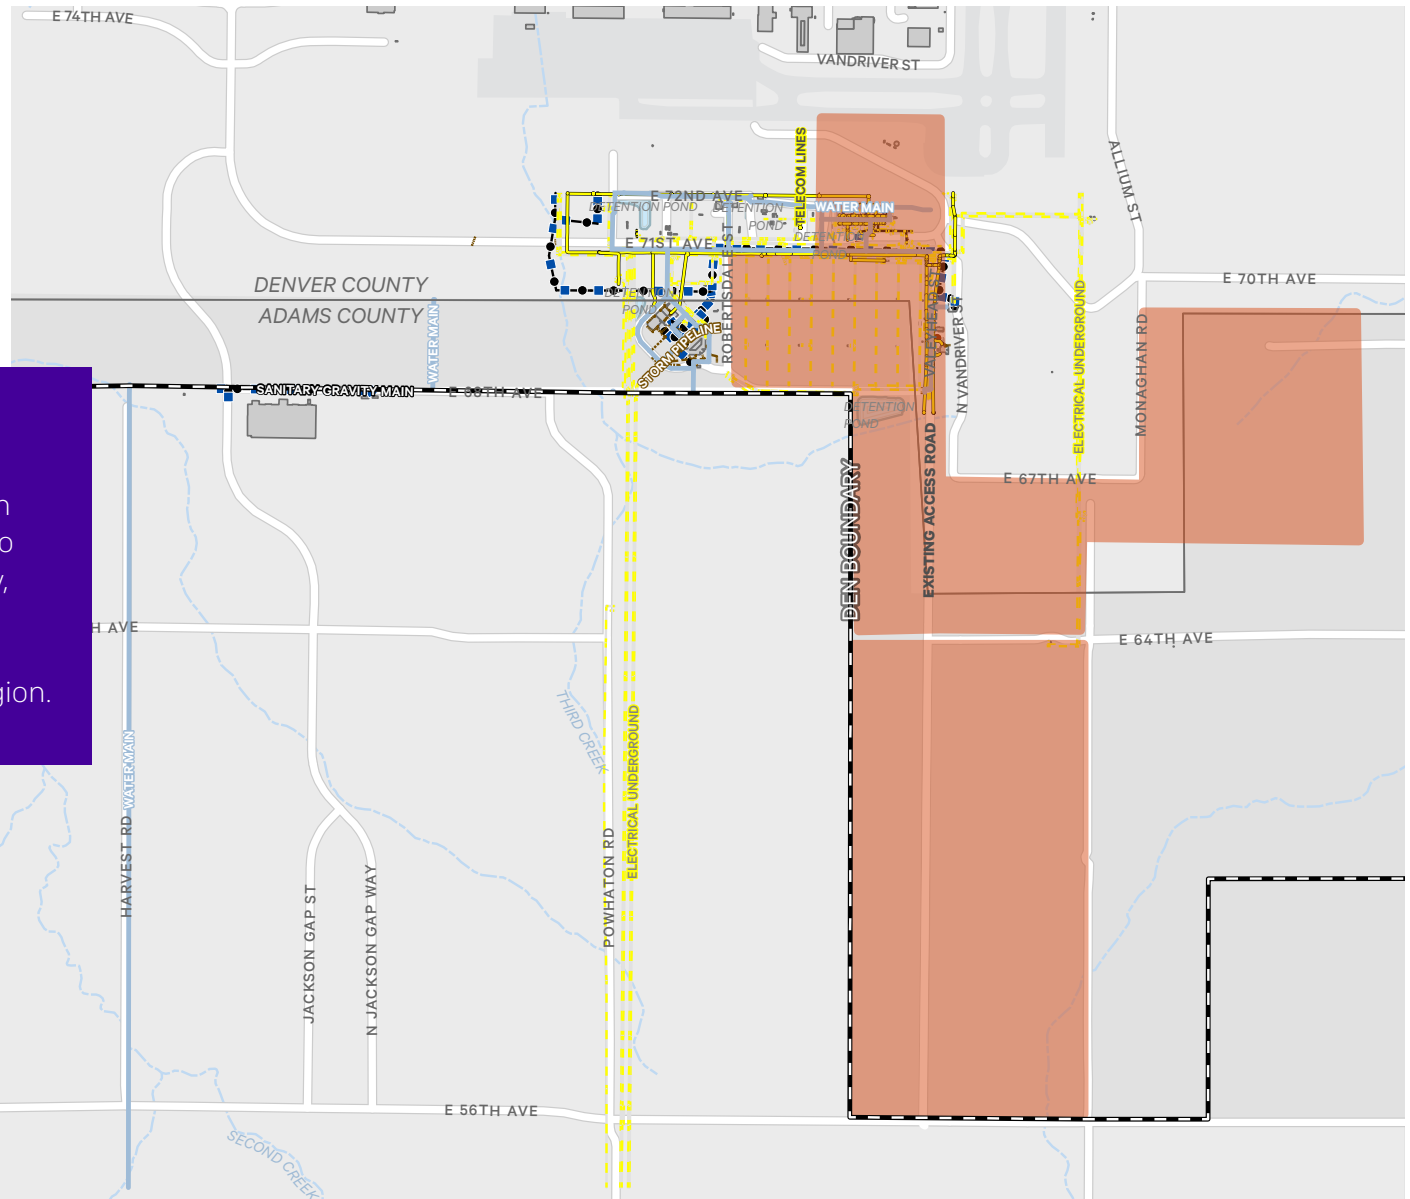 E 74TH AVE
VANDRIVER ST
ALLIUM ST
TELECOM LINES
E 72ND AVE
DETENTION POND
DETENTION
POND
WATER MAIN
DETENTION
POND
E 71ST AVE
ROBERTSDALE ST
DENVER COUNTY
ADAMS COUNTY
E 70TH AVE
DETENTION
POND
WATER MAIN
STORM PIPELINE
VALLEYHEAD ST
N VANDRIVER ST
ELECTRICAL UNDERGROUND
MONAGHAN RD
SANITARY GRAVITY MAIN
E 68TH AVE
DETENTION
POND
E 67TH AVE
DEN BOUNDARY
EXISTING ACCESS ROAD
gion.
H AVE
E 64TH AVE
THIRD CREEK
WATER MAIN
HARVEST RD
ELECTRICAL UNDERGROUND
POWHATON RD
JACKSON GAP ST
N JACKSON GAP WAY
E 56TH AVE
SECOND CREEK